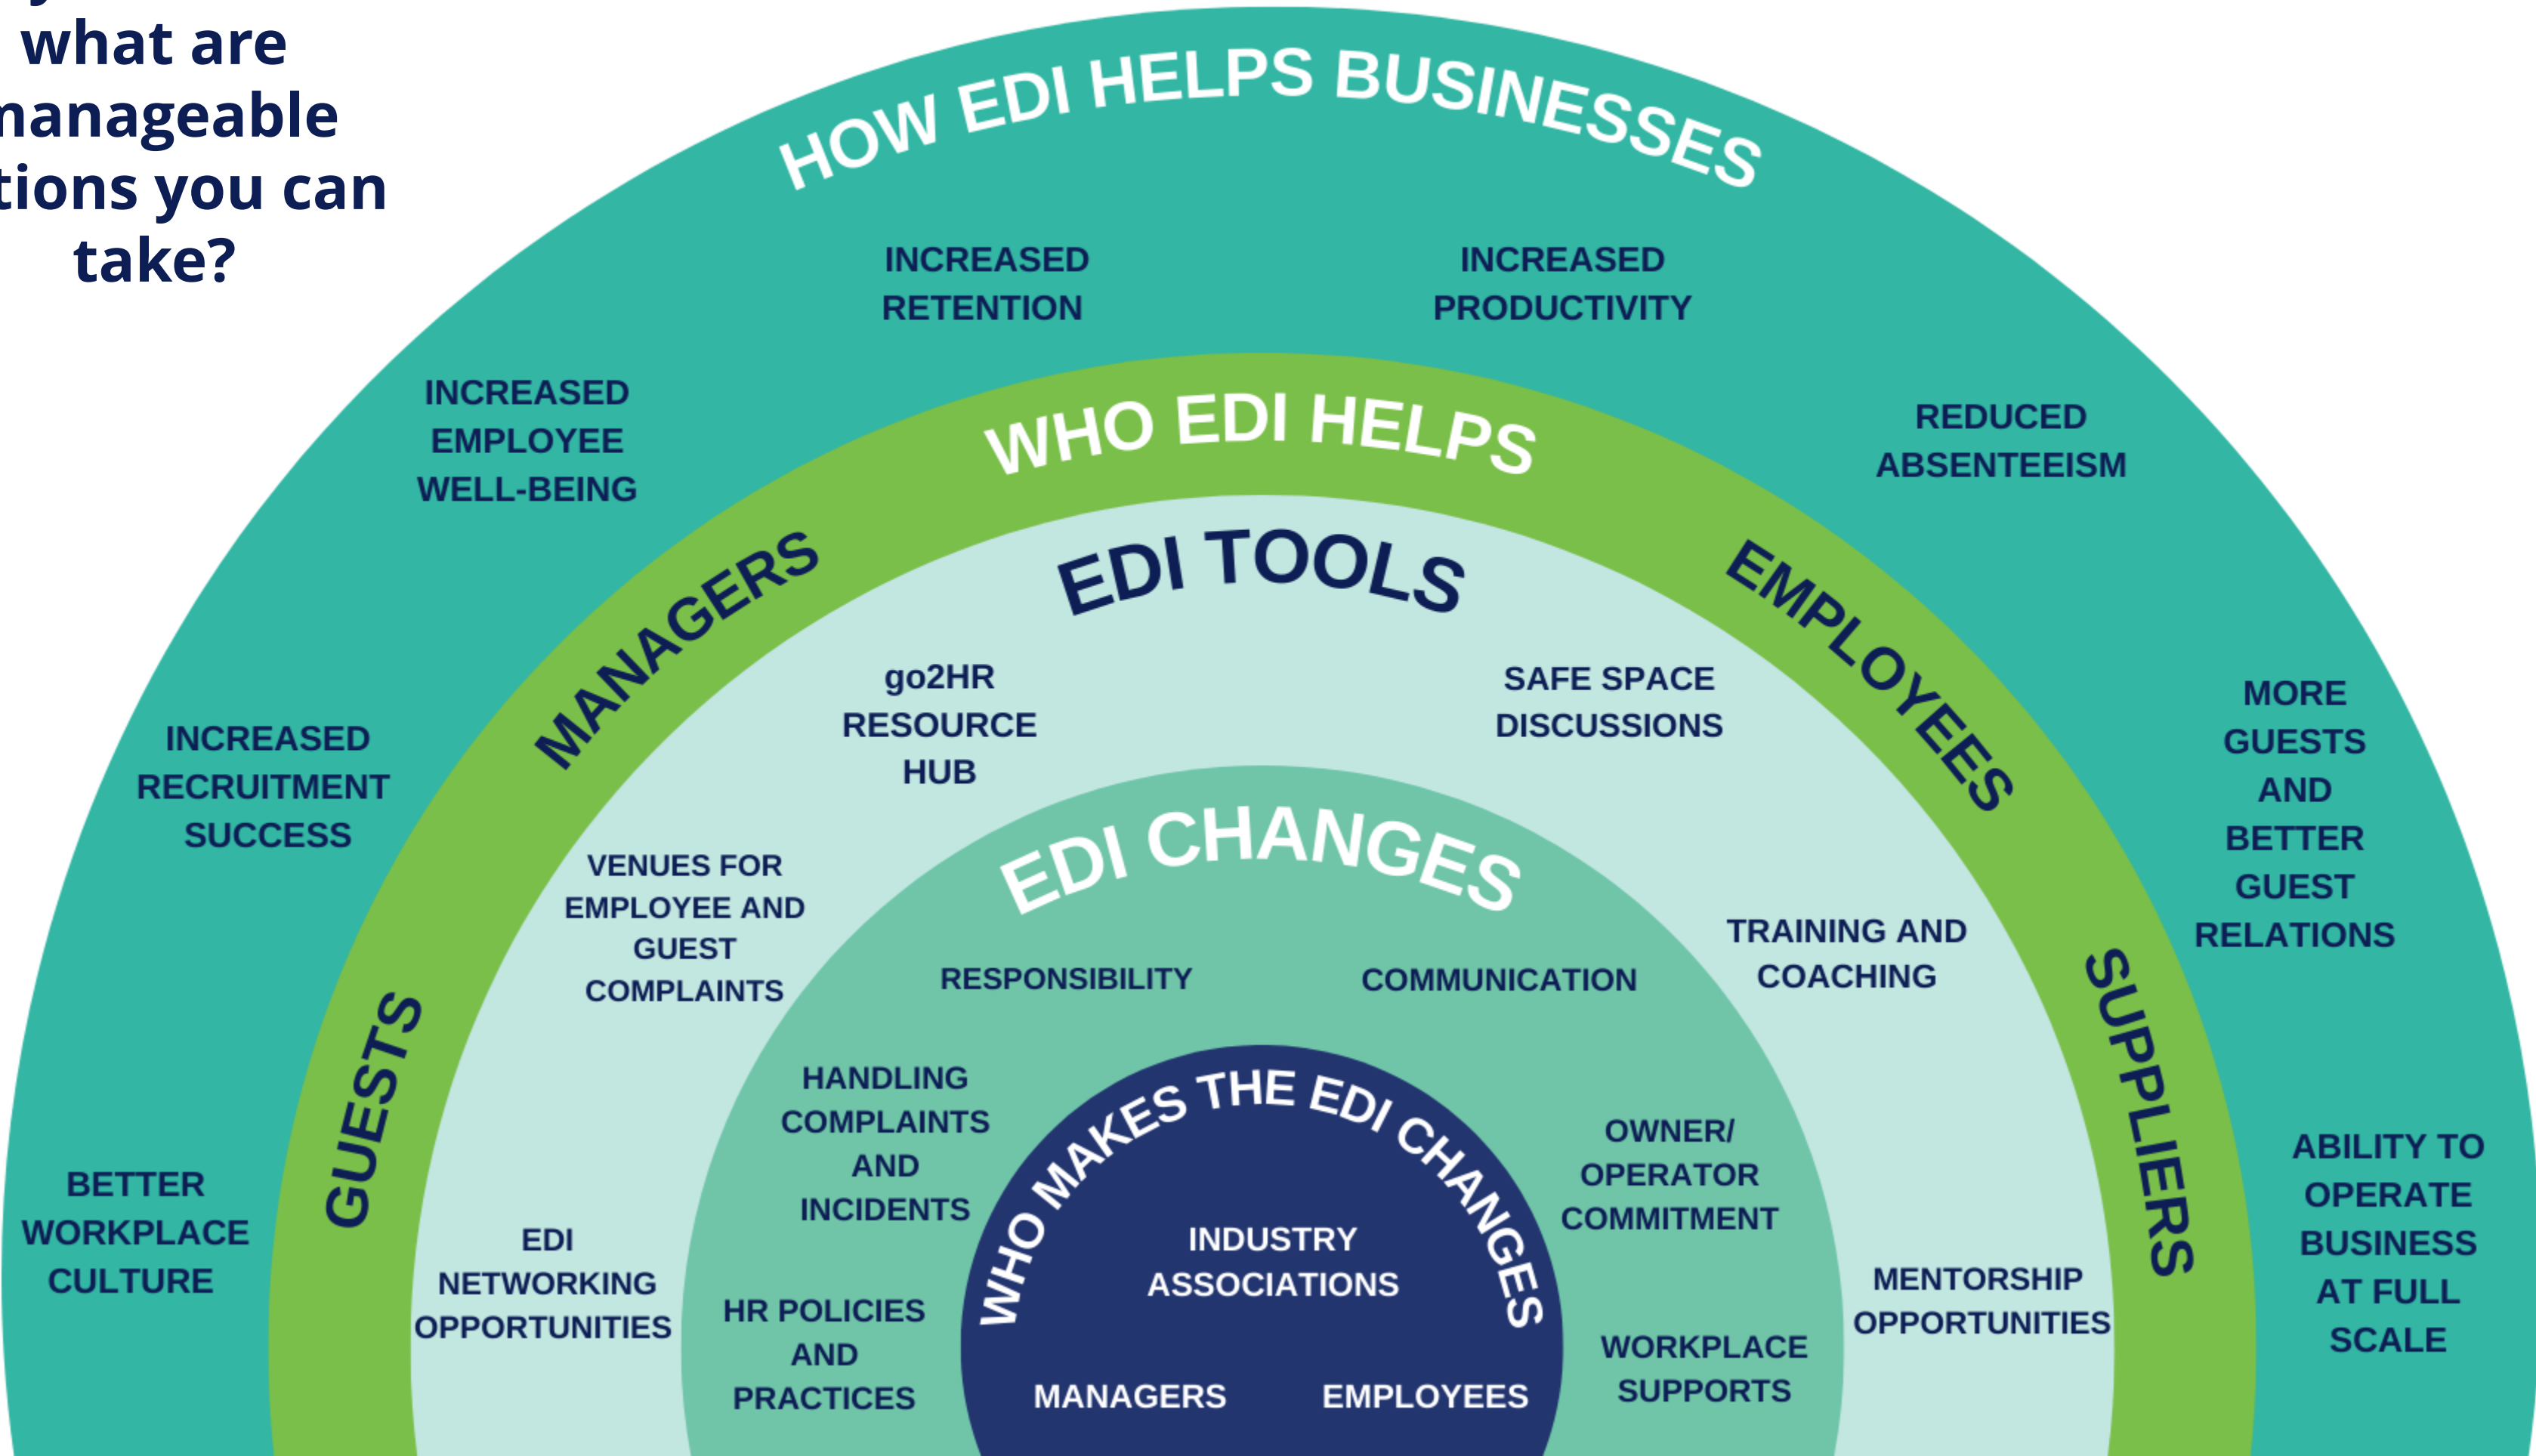 what are
manageable
you can
take?
HOW EDI HELPS BUSINESSES
INCREASED
RETENTION
INCREASED
PRODUCTIVITY
INCREASED
EMPLOYEE
WELL-BEING
REDUCED
ABSENTEEISM
INCREASED
RECRUITMENT
SUCCESS
MORE
GUESTS
AND
BETTER
GUEST
RELATIONS
BETTER
WORKPLACE
CULTURE
ABILITY TO
OPERATE
BUSINESS
AT FULL
SCALE
WHO EDI HELPS
MANAGERS
EMPLOYEES
GUESTS
SUPPLIERS
EDI TOOLS
go2HR
RESOURCE
HUB
SAFE SPACE
DISCUSSIONS
VENUES FOR
EMPLOYEE AND
GUEST
COMPLAINTS
TRAINING AND
COACHING
EDI
NETWORKING
OPPORTUNITIES
MENTORSHIP
OPPORTUNITIES
EDI CHANGES
RESPONSIBILITY
COMMUNICATION
HANDLING
COMPLAINTS
AND
INCIDENTS
OWNER/
OPERATOR
COMMITMENT
HR POLICIES
AND
PRACTICES
WORKPLACE
SUPPORTS
WHO MAKES THE EDI CHANGES
INDUSTRY
ASSOCIATIONS
MANAGERS
EMPLOYEES